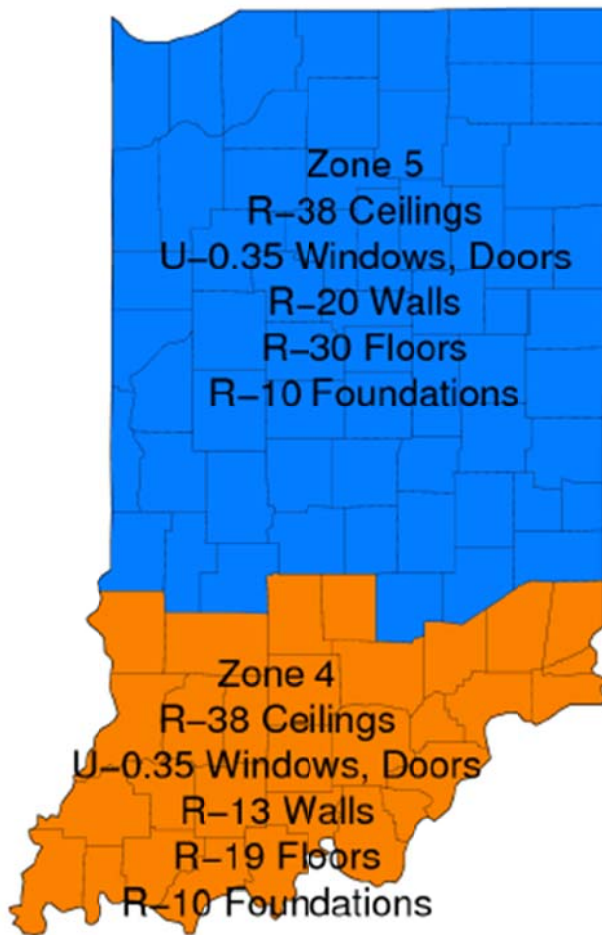 Zone 5
R−38 Ceilings
U−0.35 Windows, Doors
R−20 Walls
R−30 Floors
R−10 Foundations
Zone 4
R−38 Ceilings
U−0.35 Windows, Doors
R−13 Walls
R−19 Floors
R−10 Foundations